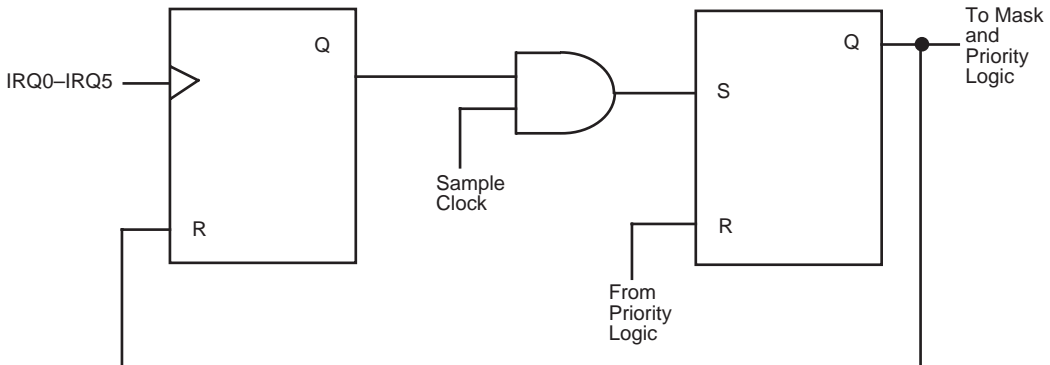 To Mask
and
Priority
Logic
Q
Q
IRQ0–IRQ5
S
Sample
Clock
R
R
From
Priority
Logic